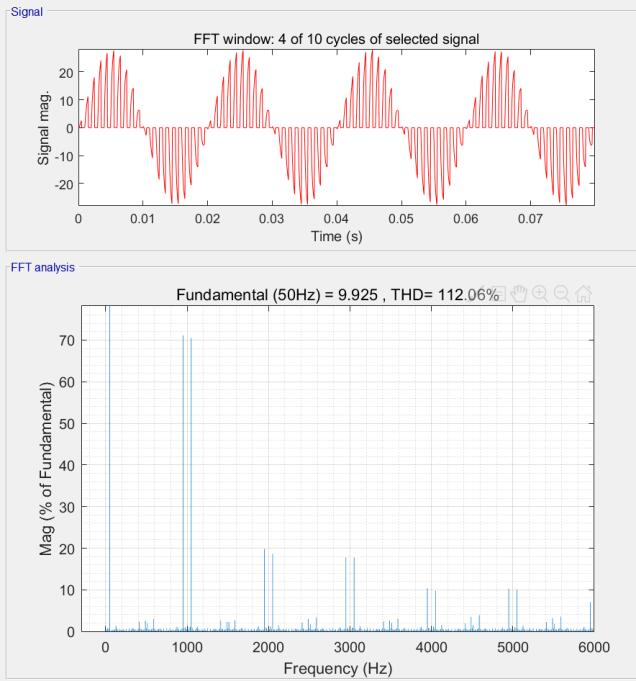 Signal
FFT window: 4 of 10 cycles of selected signal
20
10
0
-10
-20
Signal mag.
0 0.01 0.02 0.03 0.04 0.05 0.06 0.07
Time (s)
FFT analysis
Fundamental (50Hz) = 9.925 , THD= 112.06%
70
60
50
40
30
20
10
0
Mag (% of Fundamental)
0 1000 2000 3000 4000 5000 6000
Frequency (Hz)